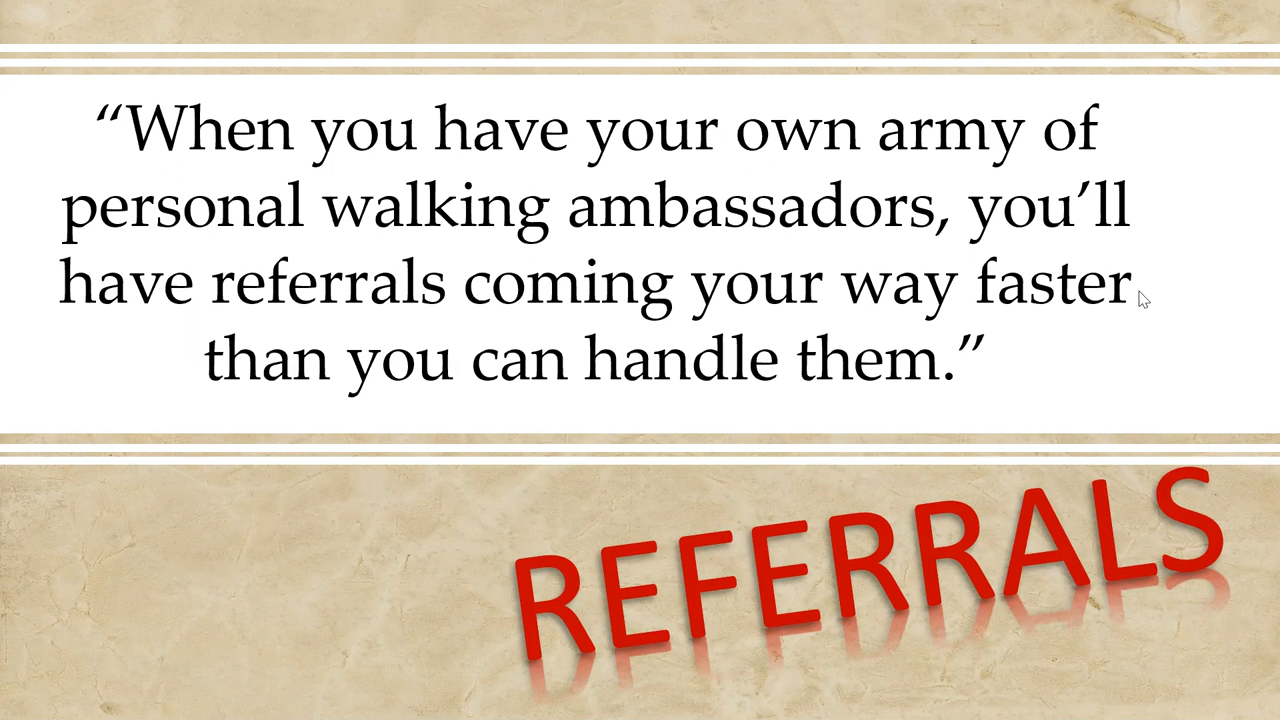 “When you have your own army of
personal walking ambassadors, you’ll
have referrals coming your way faster
than you can handle them.”
REFERRALS